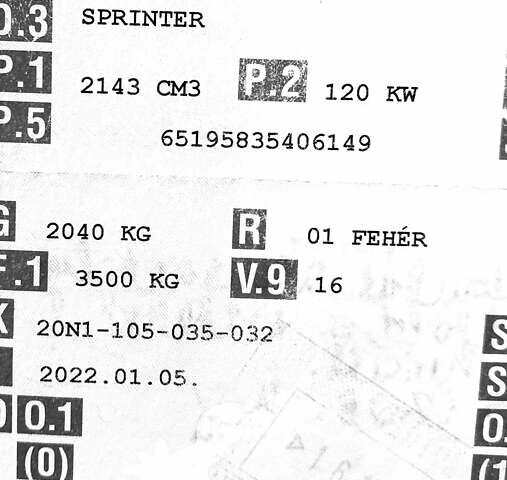 D.3 SPRINTER
P.1 2143 CM3 P.2 120 KW
P.5 65195835406149
G 2040 KG R 01 FEHÉR
F.1 3500 KG V.9 16
K 20N1-105-035-032 S
2022.01.05. S
O.1
(0)